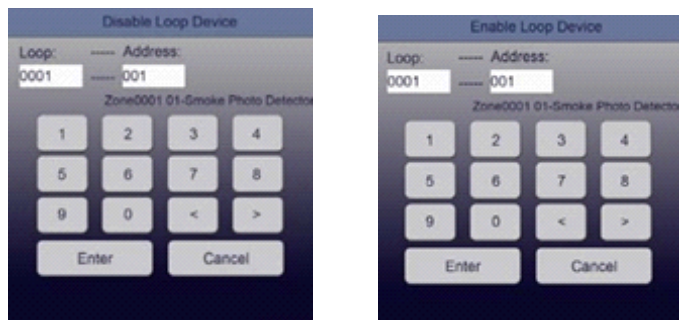 Disable Loop Device
Loop: ----- Address:
0001 ----- 001
Zone0001 01-Smoke Photo Detector
1 2 3 4
5 6 7 8
9 0 < >
Enter Cancel
Enable Loop Device
Loop: ----- Address:
0001 ----- 001
Zone0001 01-Smoke Photo Detecto
1 2 3 4
5 6 7 8
9 0 < >
Enter Cancel